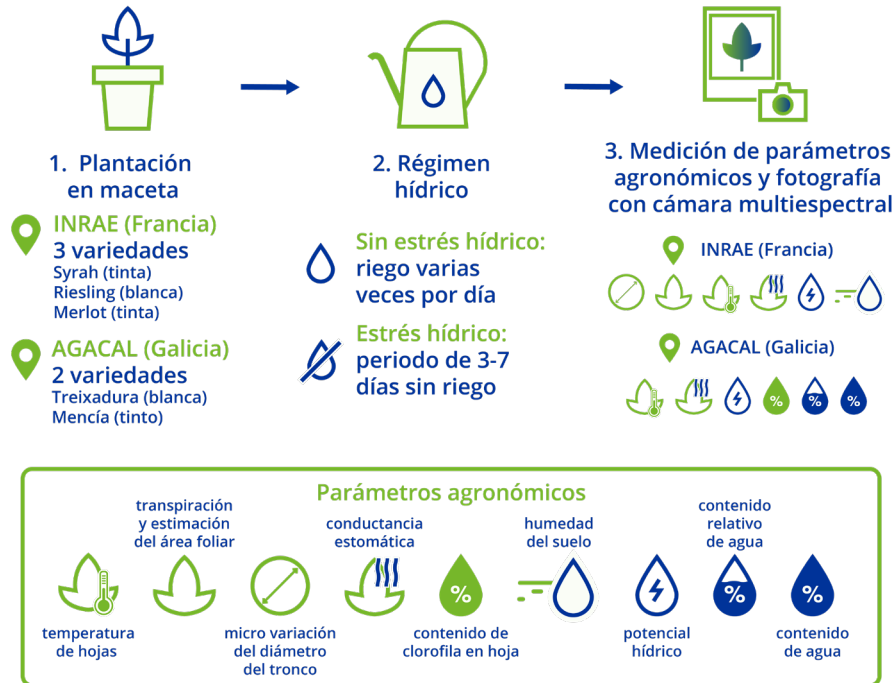 1. Plantación
en maceta
INRAE (Francia)
3 variedades
Syrah (tinta)
Riesling (blanca)
Merlot (tinta)
AGACAL (Galicia)
2 variedades
Treixadura (blanca)
Mencía (tinto)
2. Régimen
hídrico
Sin estrés hídrico:
riego varias
veces por día
Estrés hídrico:
periodo de 3-7
días sin riego
3. Medición de parámetros
agronómicos y fotografía
con cámara multiespectral
INRAE (Francia)
AGACAL (Galicia)
% % %
Parámetros agronómicos
temperatura
de hojas
transpiración
y estimación
del área foliar
micro variación
del diámetro
del tronco
conductancia
estomática
%
contenido de
clorofila en hoja
humedad
del suelo
potencial
hídrico
contenido
relativo
de agua
%
%
contenido
de agua